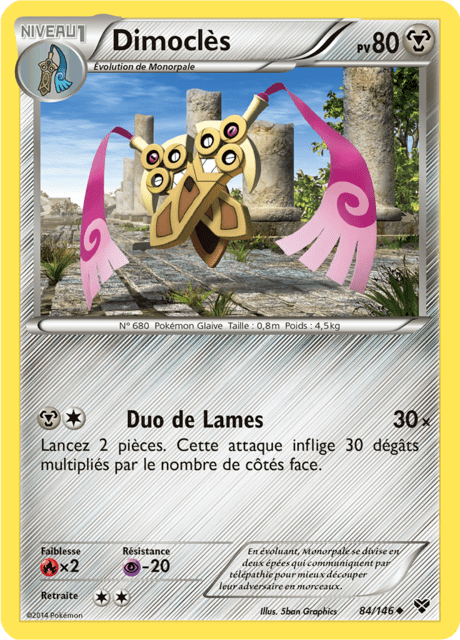 NIVEAU 1
Dimoclès
PV 80
Évolution de Monorpale
N° 680 Pokémon Glaive Taille : 0,8m Poids : 4,5kg
Duo de Lames 30×
Lancez 2 pièces. Cette attaque inflige 30 dégâts
multipliés par le nombre de côtés face.
Faiblesse
×2
Résistance
-20
Retraite
En évoluant, Monorpale se divise en
deux épées qui communiquent par
télépathie pour mieux découper
leur adversaire en morceaux.
©2014 Pokémon
Illus. 5ban Graphics
84/146
XY